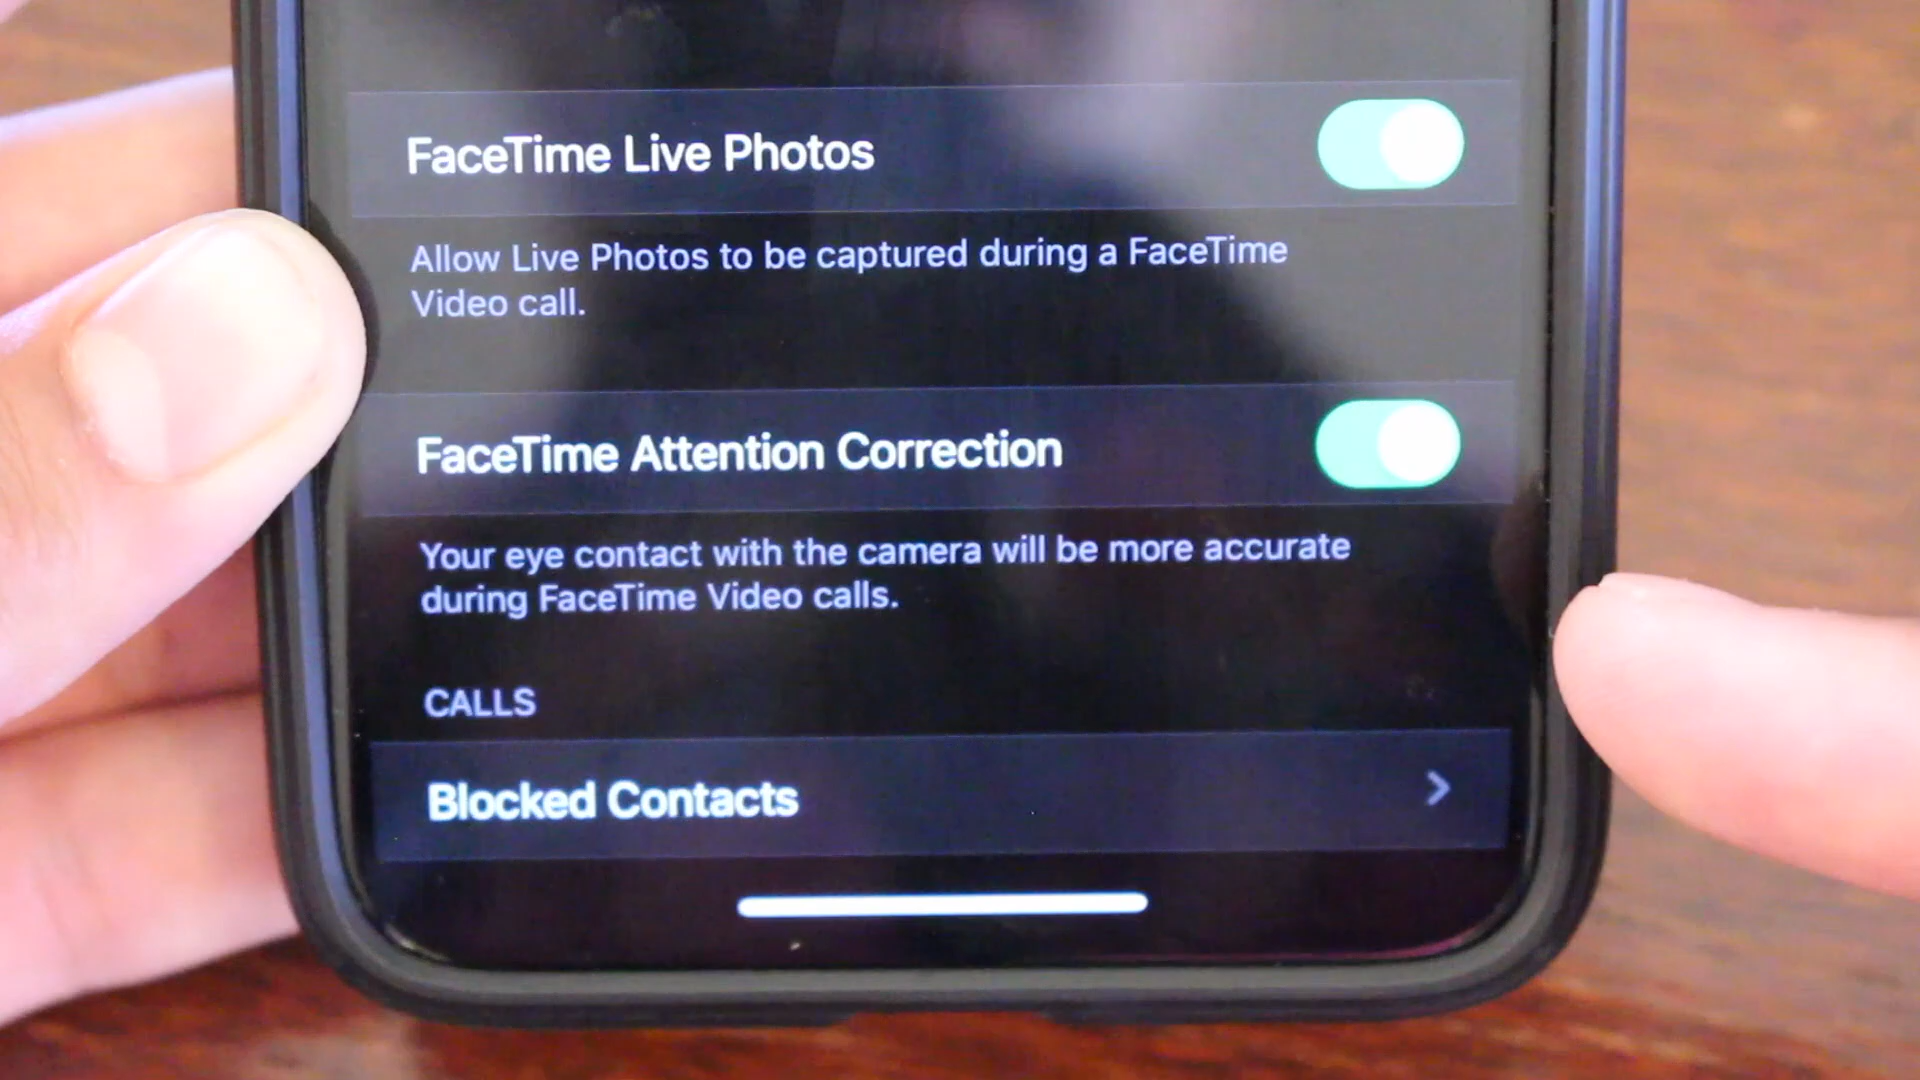 FaceTime Live Photos
Allow Live Photos to be captured during a FaceTime
Video call.
FaceTime Attention Correction
Your eye contact with the camera will be more accurate
during FaceTime Video calls.
CALLS
Blocked Contacts